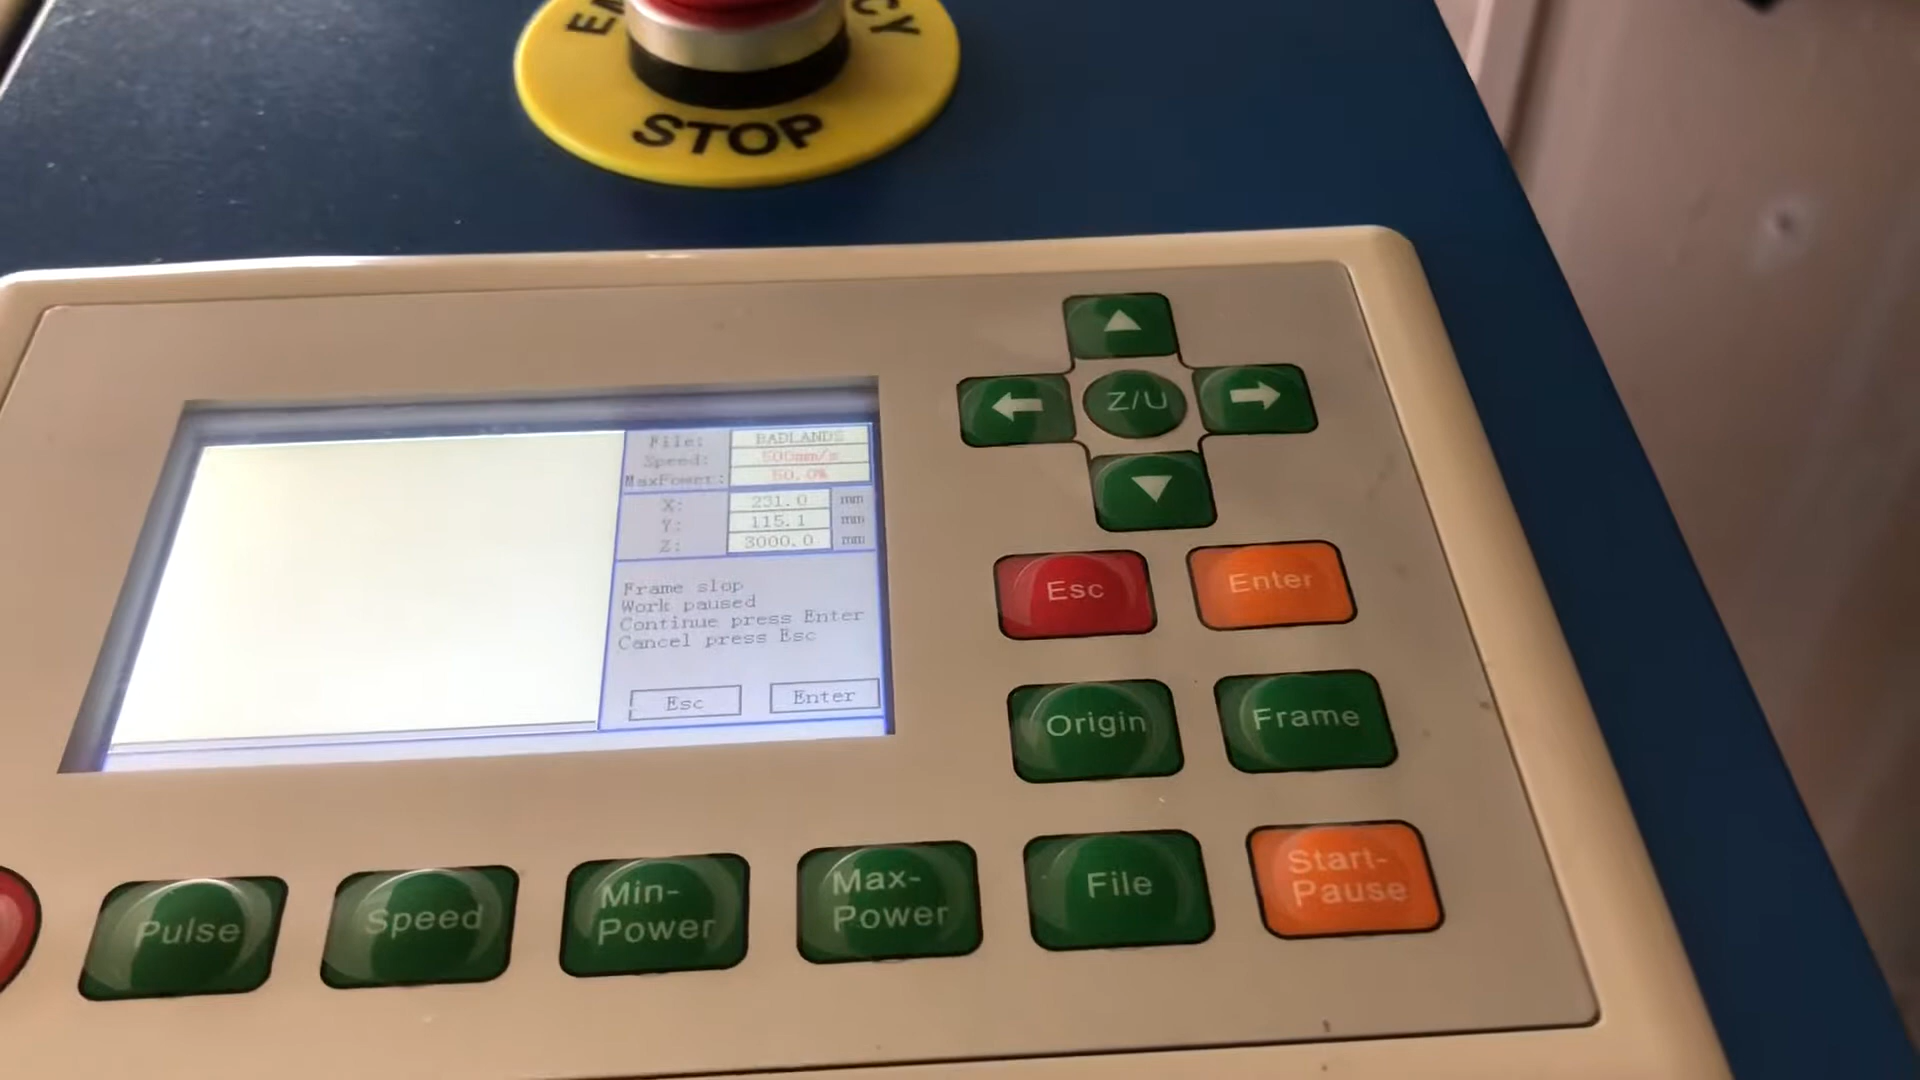 STOP
File: BADLANDS
Speed: 500mm/s
MaxPower: 50.0%
X: 231.0 mm
Y: 115.1 mm
Z: 3000.0 mm
Frame slop
Work paused
Continue press Enter
Cancel press Esc
Esc Enter
Z/U
Esc
Enter
Origin
Frame
Pulse
Speed
Min-
Power
Max-
Power
File
Start-
Pause